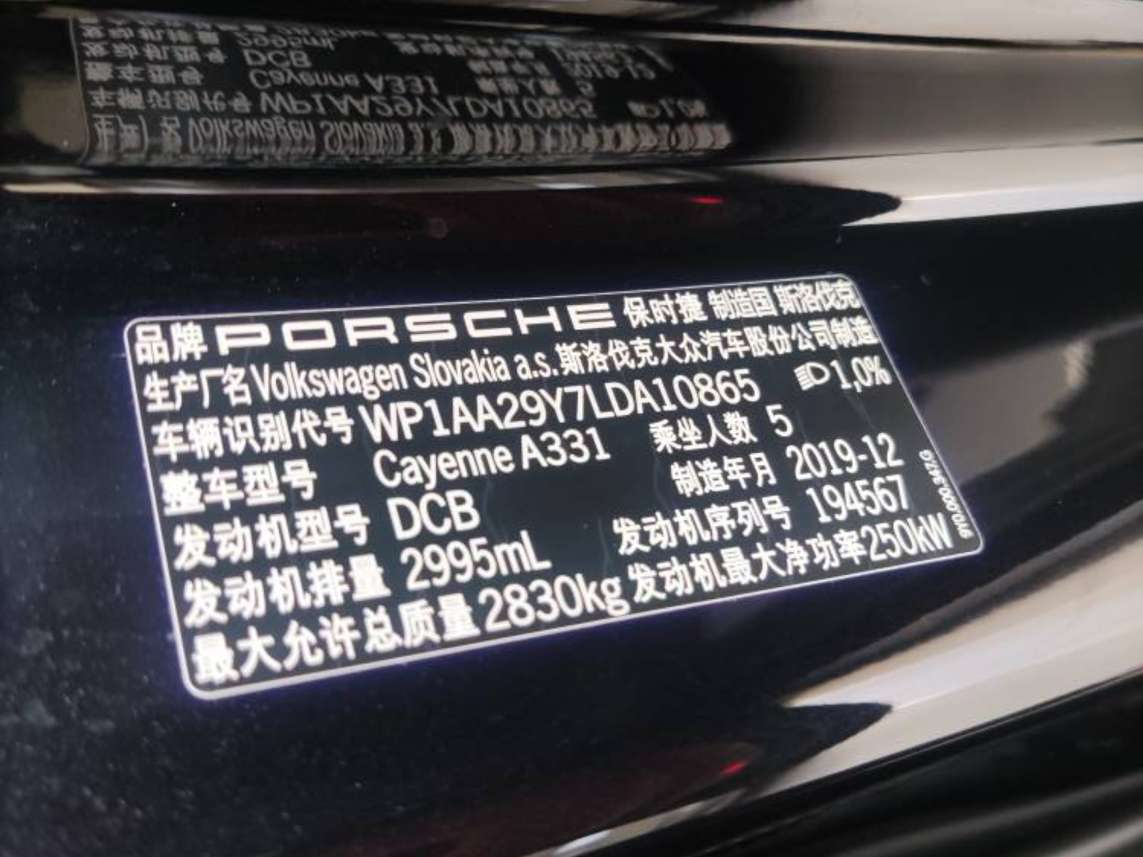 品牌 PORSCHE 保时捷 制造国 斯洛伐克
生产厂名 Volkswagen Slovakia a.s. 斯洛伐克大众汽车股份公司制造
车辆识别代号 WP1AA29Y7LDA10865 1,0%
整车型号 Cayenne A331 乘坐人数 5
发动机型号 DCB 制造年月 2019-12
发动机排量 2995mL 发动机序列号 194567
最大允许总质量 2830kg 发动机最大净功率 250kW